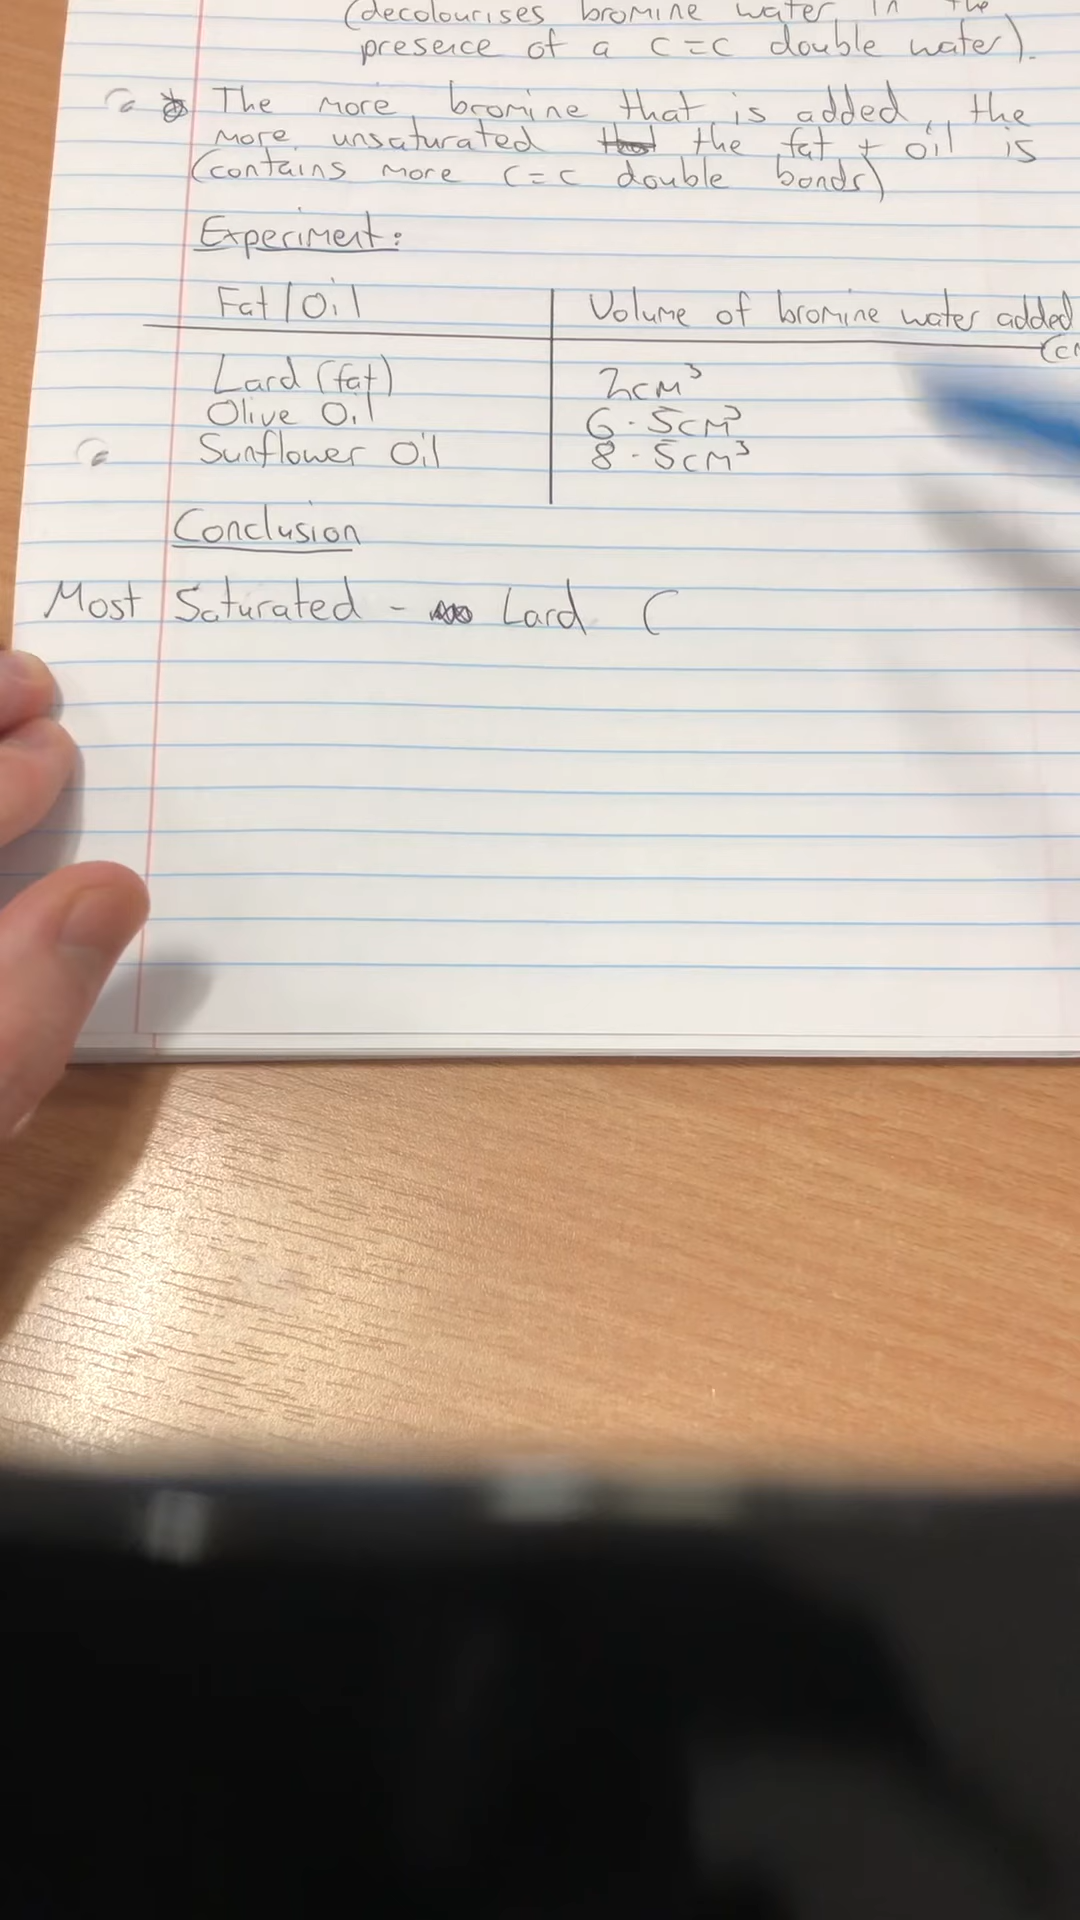 (decolourises bromine water in the
presence of a C=C double water).
The more bromine that is added, the
more unsaturated the fat + oil is
(contains more C=C double bonds)
Experiment:
Fat/Oil Volume of bromine water added
(cm
Lard (fat) 2cm³
Olive Oil 6.5cm³
Sunflower Oil 8.5cm³
Conclusion
Most Saturated - Lard (